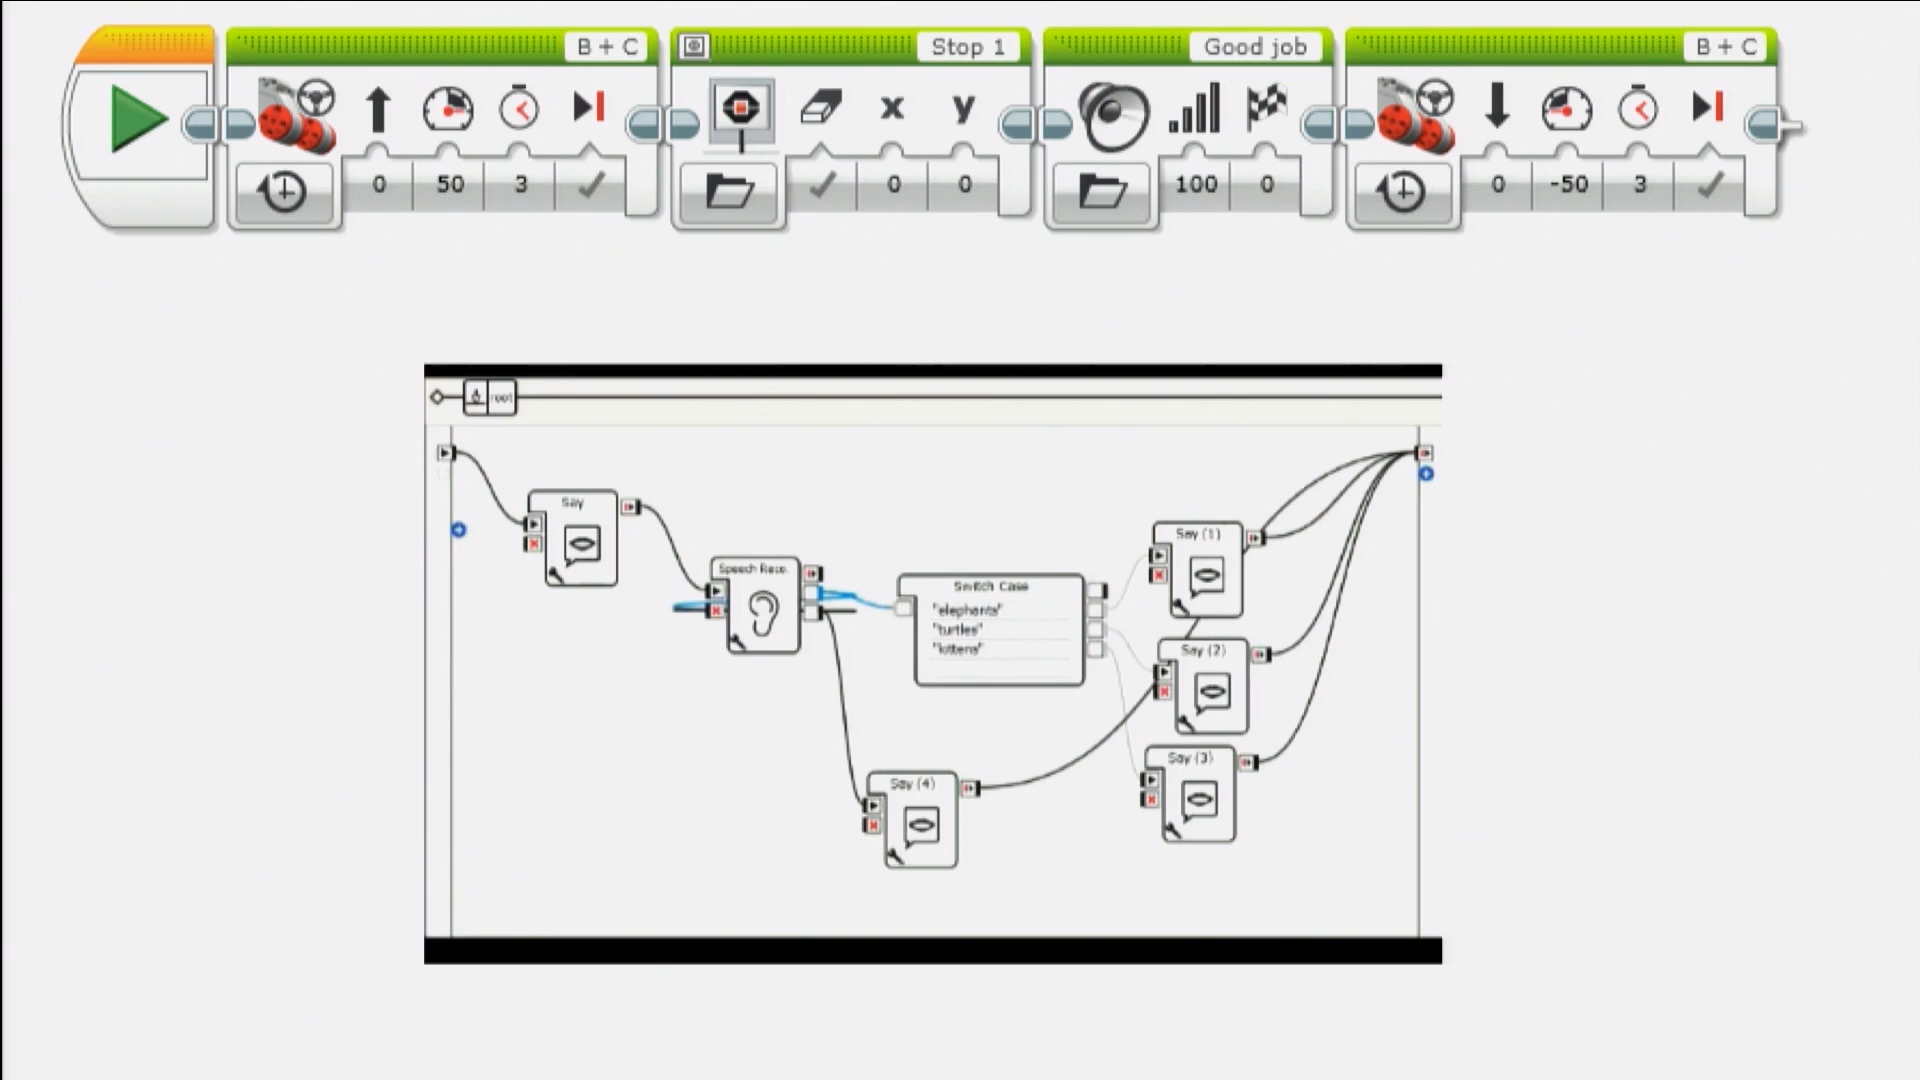 B + C
Stop 1
Good job
B + C
x
y
0
50
3
0
0
100
0
0
-50
3
root
Say
Speech Reco.
Switch Case
"elephants"
"turtles"
"kittens"
Say (1)
Say (2)
Say (3)
Say (4)